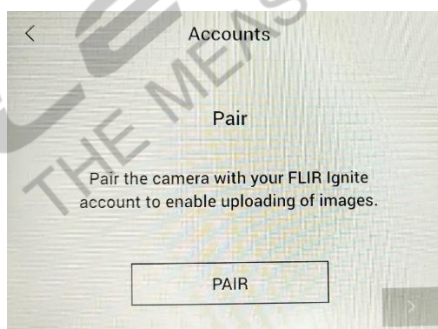 Accounts
Pair
Pair the camera with your FLIR Ignite
account to enable uploading of images.
PAIR